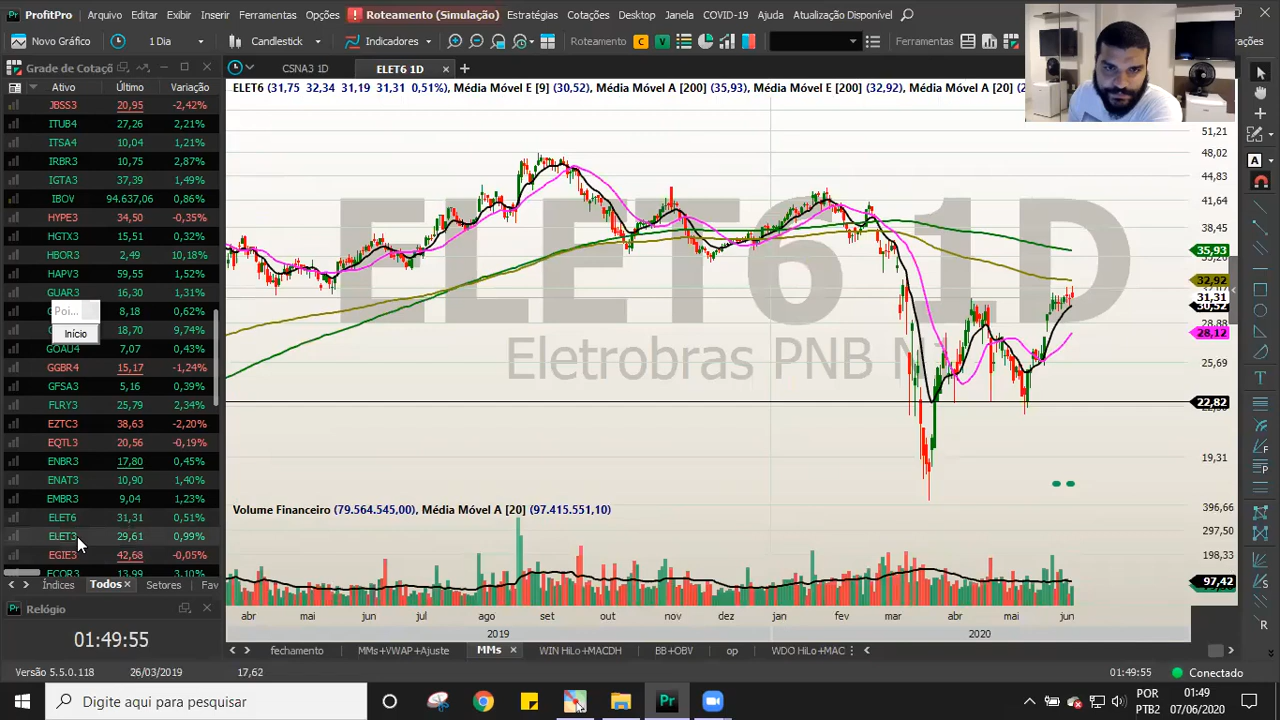 ProfitPro Arquivo Editar Exibir Inserir Ferramentas Opções Roteamento (Simulação) Estratégias Cotações Desktop Janela COVID-19 Ajuda Atualização Disponível
Novo Gráfico 1 Dia Candlestick Indicadores Roteamento C V Ferramentas
Grade de Cotaçõ CSNA3 1D ELET6 1D
Ativo Último Variação
JBSS3 20,95 -2,42%
ITUB4 27,26 2,21%
ITSA4 10,04 1,21%
IRBR3 10,75 2,87%
IGTA3 37,39 1,49%
IBOV 94.637,06 0,86%
HYPE3 34,50 -0,35%
HGTX3 15,51 0,32%
HBOR3 2,49 10,18%
HAPV3 59,55 1,52%
GUAR3 16,30 1,31%
8,18 0,62%
18,70 9,74%
GOAU4 7,07 0,43%
GGBR4 15,17 -1,24%
GFSA3 5,16 0,39%
FLRY3 25,79 2,34%
EZTC3 38,63 -2,20%
EQTL3 20,56 -0,19%
ENBR3 17,80 0,45%
ENAT3 10,90 1,40%
EMBR3 9,04 1,23%
ELET6 31,31 0,51%
ELET3 29,61 0,99%
EGIE3 42,68 -0,05%
ECOR3 13,99 3,10%
Poi...
Início
Índices Todos Setores Fav
Relógio
01:49:55
ELET6 (31,75 32,34 31,19 31,31 0,51%), Média Móvel E [9] (30,52), Média Móvel A [200] (35,93), Média Móvel E [200] (32,92), Média Móvel A [20] (2
ELET6 1D
Eletrobras PNB N1
51,21
48,02
44,83
41,64
38,45
35,93
32,92
31,31
30,52
28,88
28,12
25,69
22,82
19,31
Volume Financeiro (79.564.545,00), Média Móvel A [20] (97.415.551,10)
396,66
297,50
198,33
97,42
abr mai jun jul ago set out nov dez jan fev mar abr mai jun
2019 2020
fechamento MMs+VWAP+Ajuste MMs WIN HiLo+MACDH BB+OBV op WDO HiLo+MAC
Versão 5.5.0.118 26/03/2019 17,62 01:49:55 Conectado
Digite aqui para pesquisar
Pr
POR
PTB2
01:49
07/06/2020